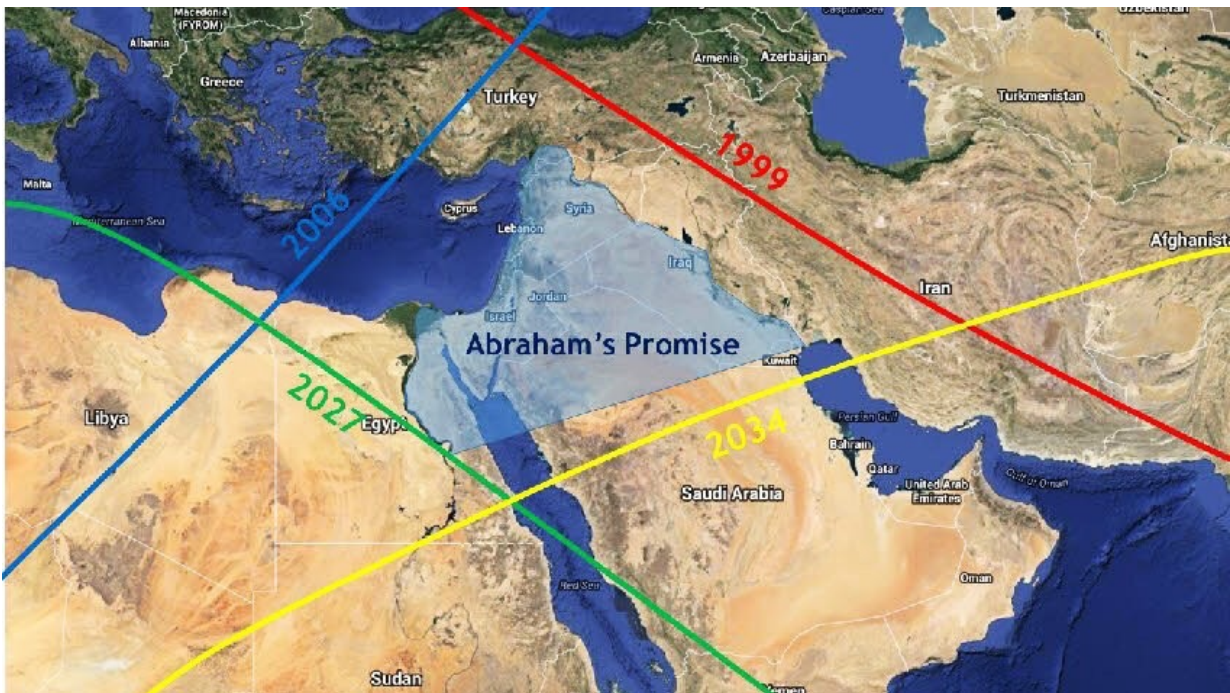 Macedonia
(FYROM)
Caspian Sea
Uzbekistan
Albania
Greece
Turkey
Armenia
Azerbaijan
Turkmenistan
1999
Malta
Mediterranean Sea
2006
Cyprus
Syria
Lebanon
Iraq
Afghanista
Iran
Jordan
Israel
Abraham's Promise
Kuwait
2027
Libya
Egypt
2034
Persian Gulf
Bahrain
Qatar
Saudi Arabia
United Arab
Emirates
Gulf of Oman
Oman
Red Sea
Sudan
Yemen